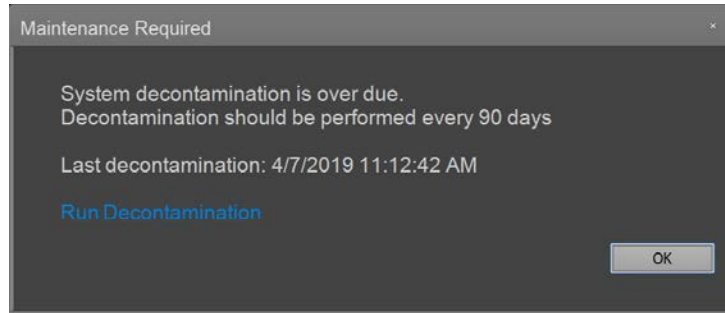 Maintenance Required
System decontamination is over due.
Decontamination should be performed every 90 days
Last decontamination: 4/7/2019 11:12:42 AM
Run Decontamination
OK